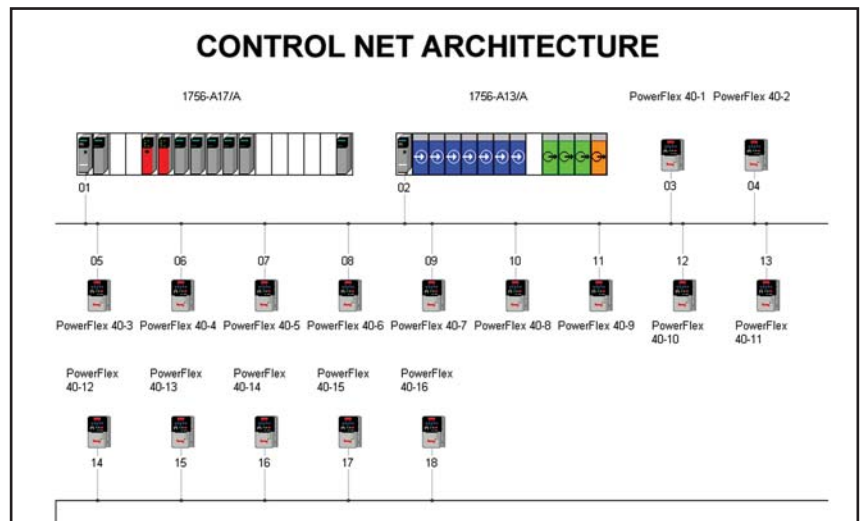 CONTROL NET ARCHITECTURE
1756-A17/A
1756-A13/A
PowerFlex 40-1
PowerFlex 40-2
01
02
03
04
05
06
07
08
09
10
11
12
13
PowerFlex 40-3
PowerFlex 40-4
PowerFlex 40-5
PowerFlex 40-6
PowerFlex 40-7
PowerFlex 40-8
PowerFlex 40-9
PowerFlex
40-10
PowerFlex
40-11
PowerFlex
40-12
PowerFlex
40-13
PowerFlex
40-14
PowerFlex
40-15
PowerFlex
40-16
14
15
16
17
18